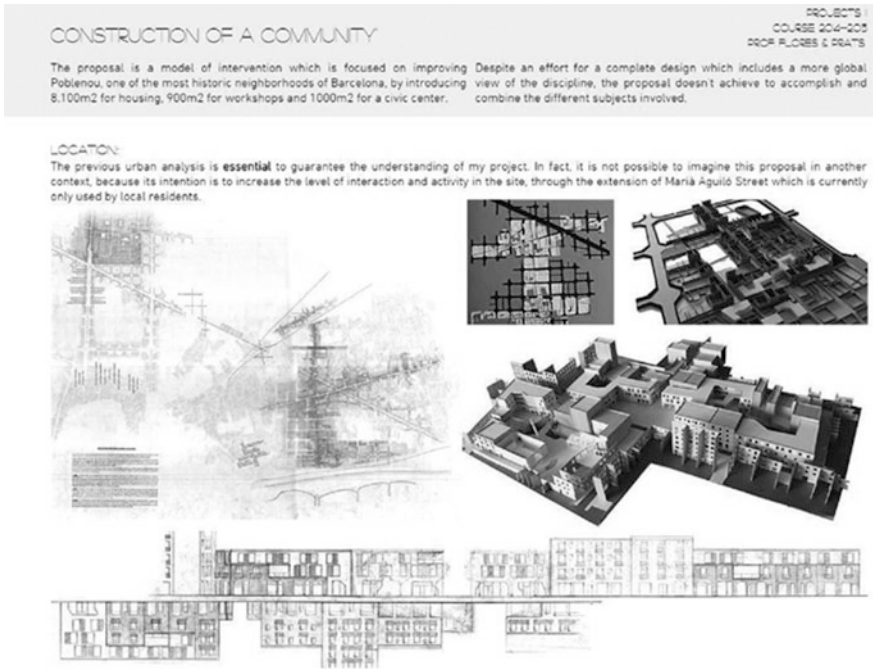 PROJECTS I
COURSE 204-205
PROF FLORES & PRATS
CONSTRUCTION OF A COMMUNITY
The proposal is a model of intervention which is focused on improving
Poblenou, one of the most historic neighborhoods of Barcelona, by introducing
8.100m2 for housing, 900m2 for workshops and 1000m2 for a civic center.
Despite an effort for a complete design which includes a more global
view of the discipline, the proposal doesn't achieve to accomplish and
combine the different subjects involved.
LOCATION:
The previous urban analysis is essential to guarantee the understanding of my project. In fact, it is not possible to imagine this proposal in another
context, because its intention is to increase the level of interaction and activity in the site, through the extension of Marià Aguiló Street which is currently
only used by local residents.